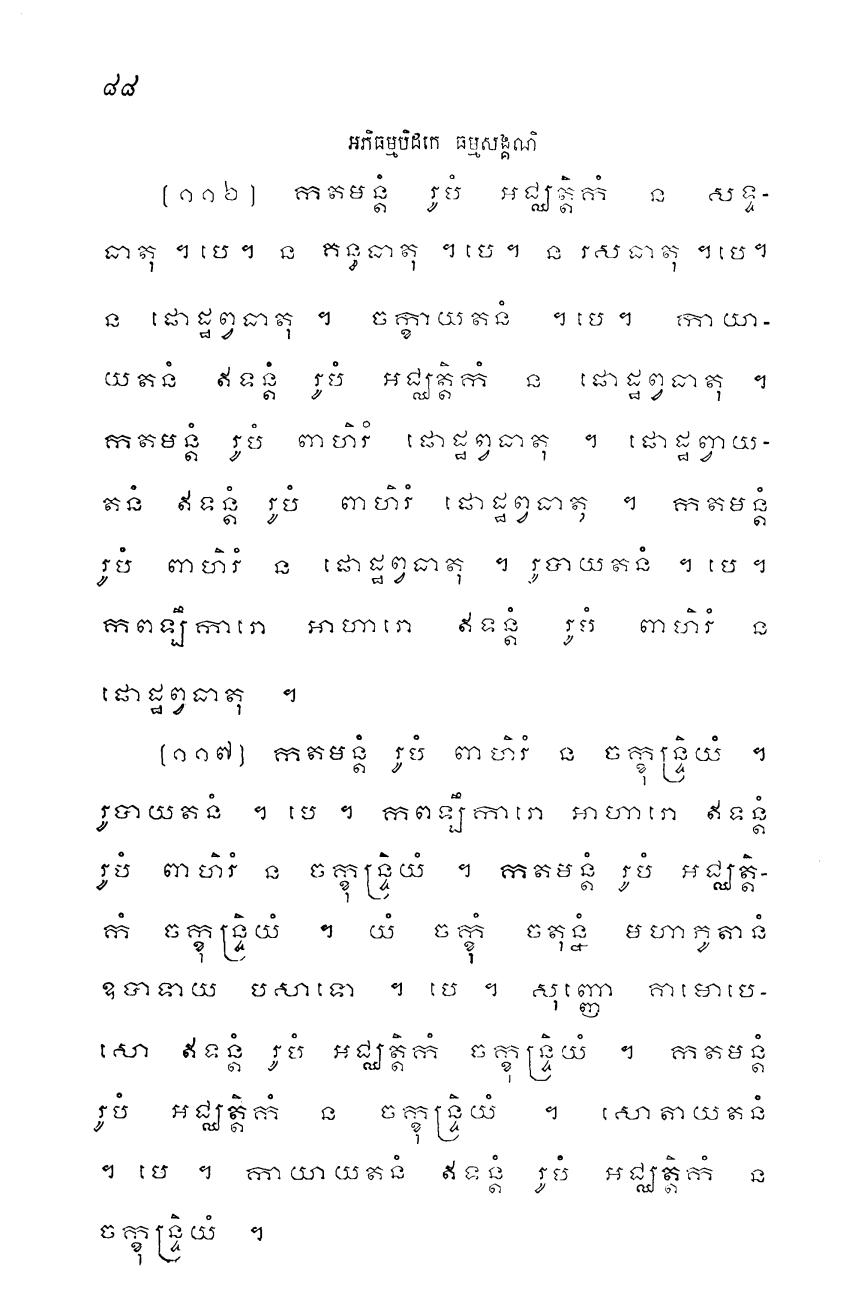 ៨៨
អភិធម្មបិដកេ ធម្មសង្គណិ
[១១៦] កតមន្តំ រូបំ អជ្ឈត្តិកំ ន សទ្ទ-
ធាតុ ។បេ។ ន គន្ធធាតុ ។បេ។ ន រសធាតុ ។បេ។
ន ផោដ្ឋព្វធាតុ ។ ចក្ខាយតនំ ។បេ។ កាយា-
យតនំ ឥទន្តំ រូបំ អជ្ឈត្តិកំ ន ផោដ្ឋព្វធាតុ ។
កតមន្តំ រូបំ ពាហិរំ ផោដ្ឋព្វធាតុ ។ ផោដ្ឋព្វាយ-
តនំ ឥទន្តំ រូបំ ពាហិរំ ផោដ្ឋព្វធាតុ ។ កតមន្តំ
រូបំ ពាហិរំ ន ផោដ្ឋព្វធាតុ ។ រូបាយតនំ ។ បេ ។
កពឡឹការោ អាហារោ ឥទន្តំ រូបំ ពាហិរំ ន
ផោដ្ឋព្វធាតុ ។
[១១៧] កតមន្តំ រូបំ ពាហិរំ ន ចក្ខុន្ទ្រិយំ ។
រូបាយតនំ ។ បេ ។ កពឡឹការោ អាហារោ ឥទន្តំ
រូបំ ពាហិរំ ន ចក្ខុន្ទ្រិយំ ។ កតមន្តំ រូបំ អជ្ឈត្តិ-
កំ ចក្ខុន្ទ្រិយំ ។ យំ ចក្ខុំ ចតុន្នំ មហាភូតានំ
ឧបាទាយ បសាទោ ។ បេ ។ សុញ្ញោ គាមោបេ-
សោ ឥទន្តំ រូបំ អជ្ឈត្តិកំ ចក្ខុន្ទ្រិយំ ។ កតមន្តំ
រូបំ អជ្ឈត្តិកំ ន ចក្ខុន្ទ្រិយំ ។ សោតាយតនំ
។ បេ ។ កាយាយតនំ ឥទន្តំ រូបំ អជ្ឈត្តិកំ ន
ចក្ខុន្ទ្រិយំ ។